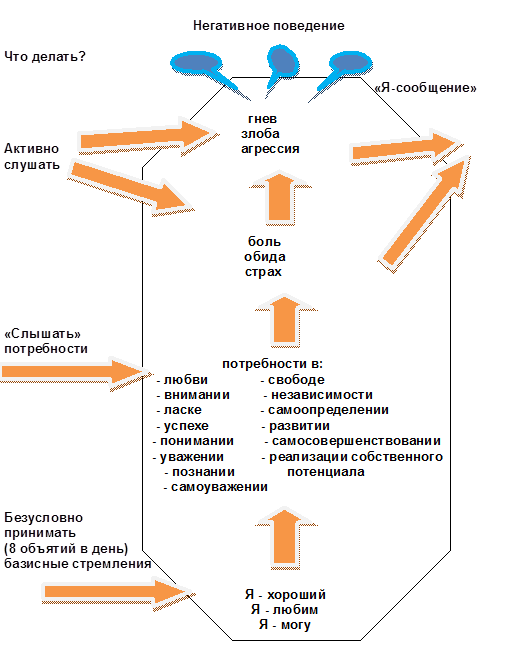 Негативное поведение
Что делать?
«Я-сообщение»
гнев
злоба
агрессия
Активно
слушать
боль
обида
страх
«Слышать»
потребности
потребности в:
- любви - свободе
- внимании - независимости
- ласке - самоопределении
- успехе - развитии
- понимании - самосовершенствовании
- уважении - реализации собственного
- познании потенциала
- самоуважении
Безусловно
принимать
(8 объятий в день)
базисные стремления
Я - хороший
Я - любим
Я - могу